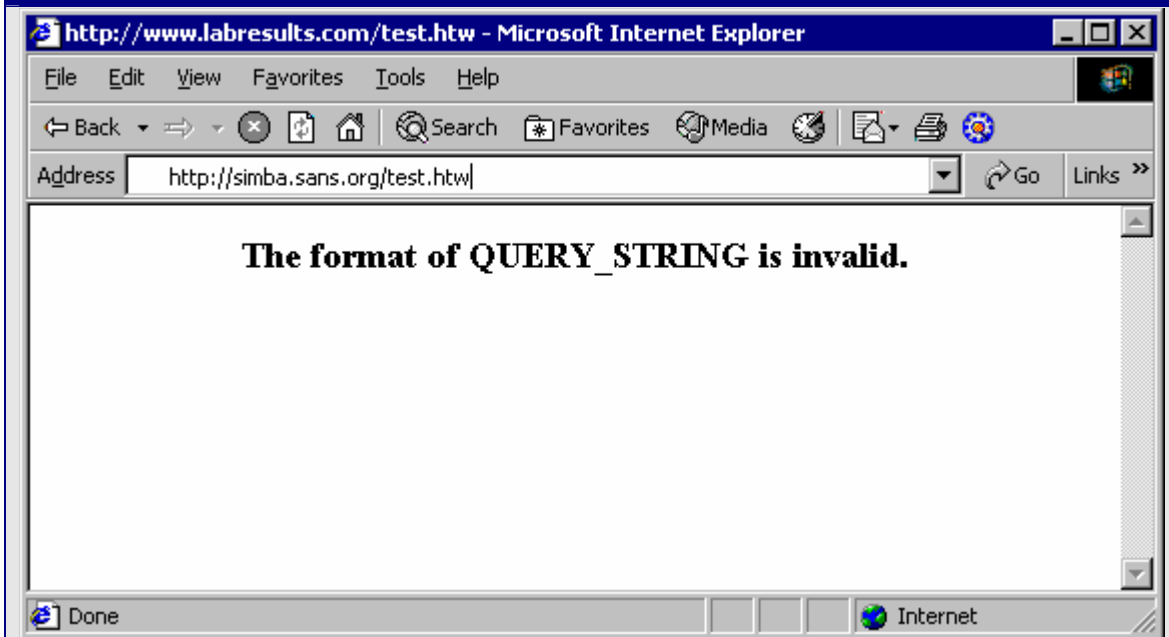 http://www.labresults.com/test.htw - Microsoft Internet Explorer
File Edit View Favorites Tools Help
Back Search Favorites Media
Address http://simba.sans.org/test.htw Go Links »
The format of QUERY_STRING is invalid.
Done Internet